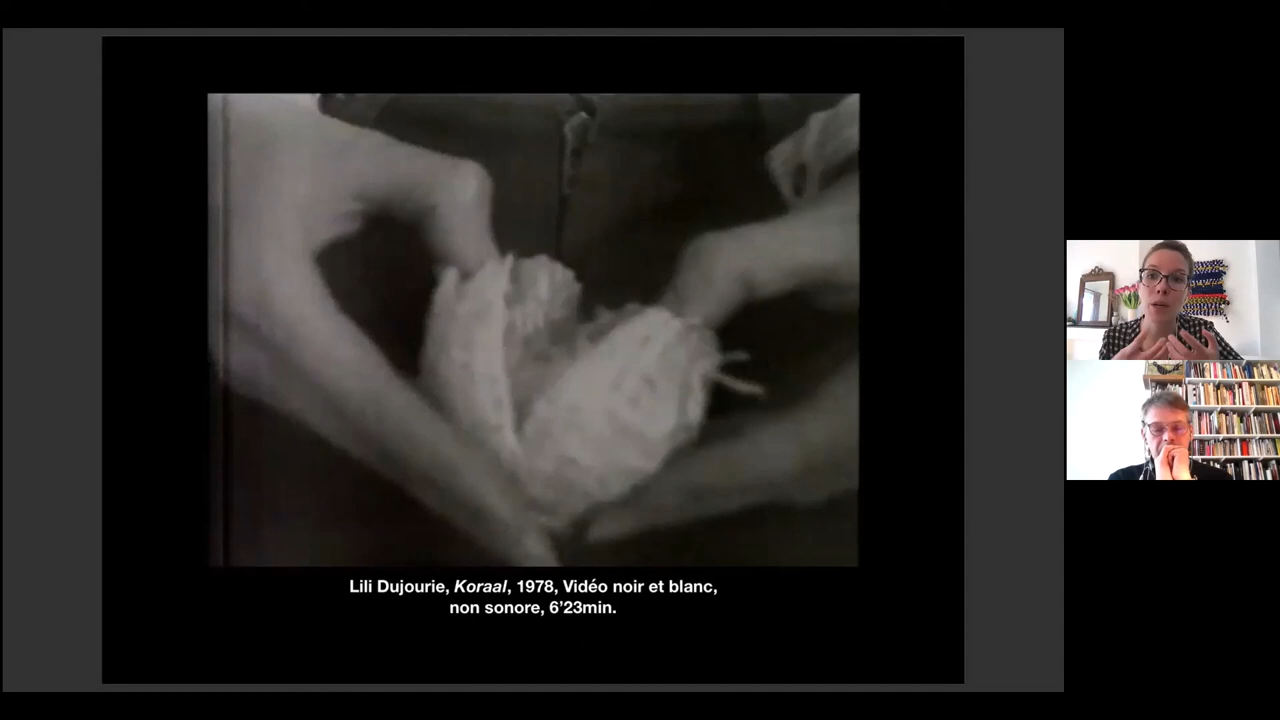 Lili Dujourie, Koraal, 1978, Vidéo noir et blanc,
non sonore, 6’23min.